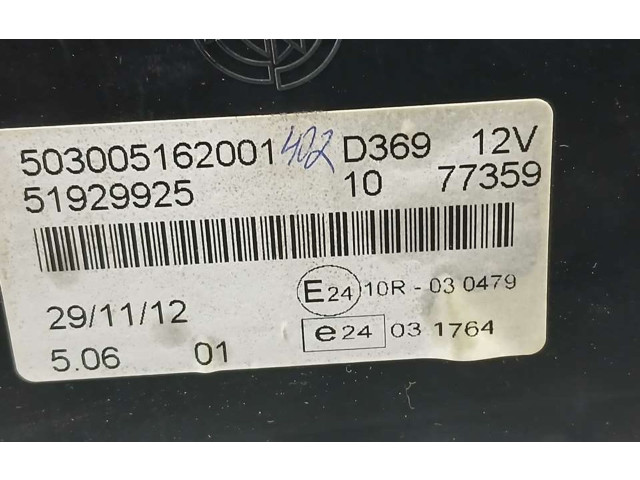 503005162001 402 D369 12V
51929925 10 77359
E24 10R - 03 0479
29/11/12
e24 03 1764
5.06 01